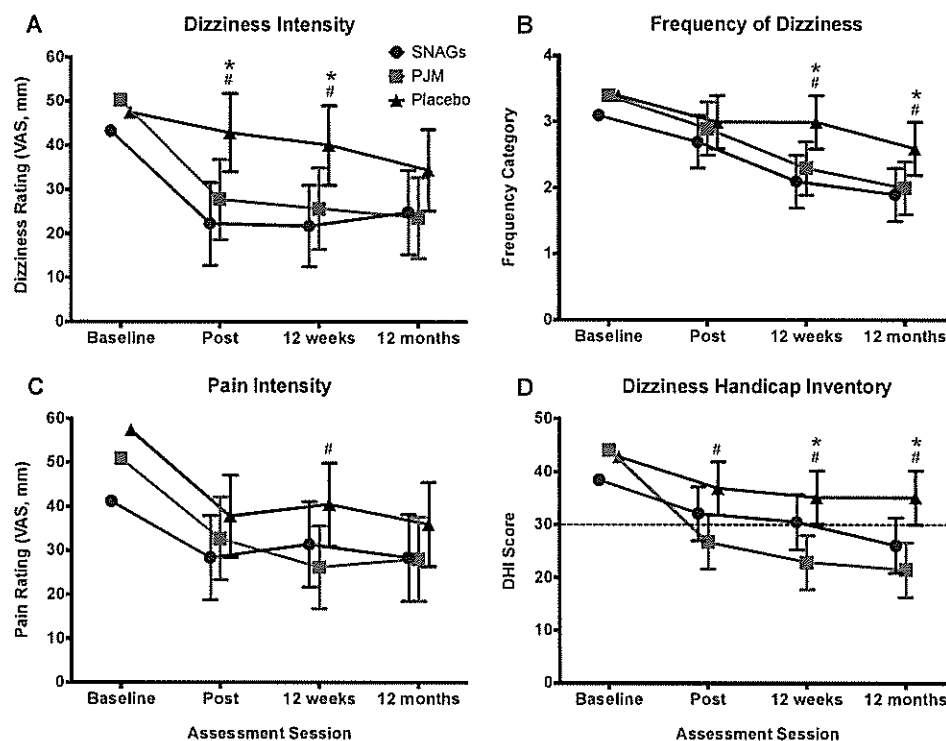 A
Dizziness Intensity
SNAGs
PJM
Placebo
60
50
40
30
20
10
0
Dizziness Rating (VAS, mm)
*
#
*
#
Baseline
Post
12 weeks
12 months
B
Frequency of Dizziness
4
3
2
1
0
Frequency Category
*
#
*
#
Baseline
Post
12 weeks
12 months
C
Pain Intensity
60
50
40
30
20
10
0
Pain Rating (VAS, mm)
#
Baseline
Post
12 weeks
12 months
Assessment Session
D
Dizziness Handicap Inventory
50
40
30
20
10
0
DHI Score
#
*
#
*
#
Baseline
Post
12 weeks
12 months
Assessment Session